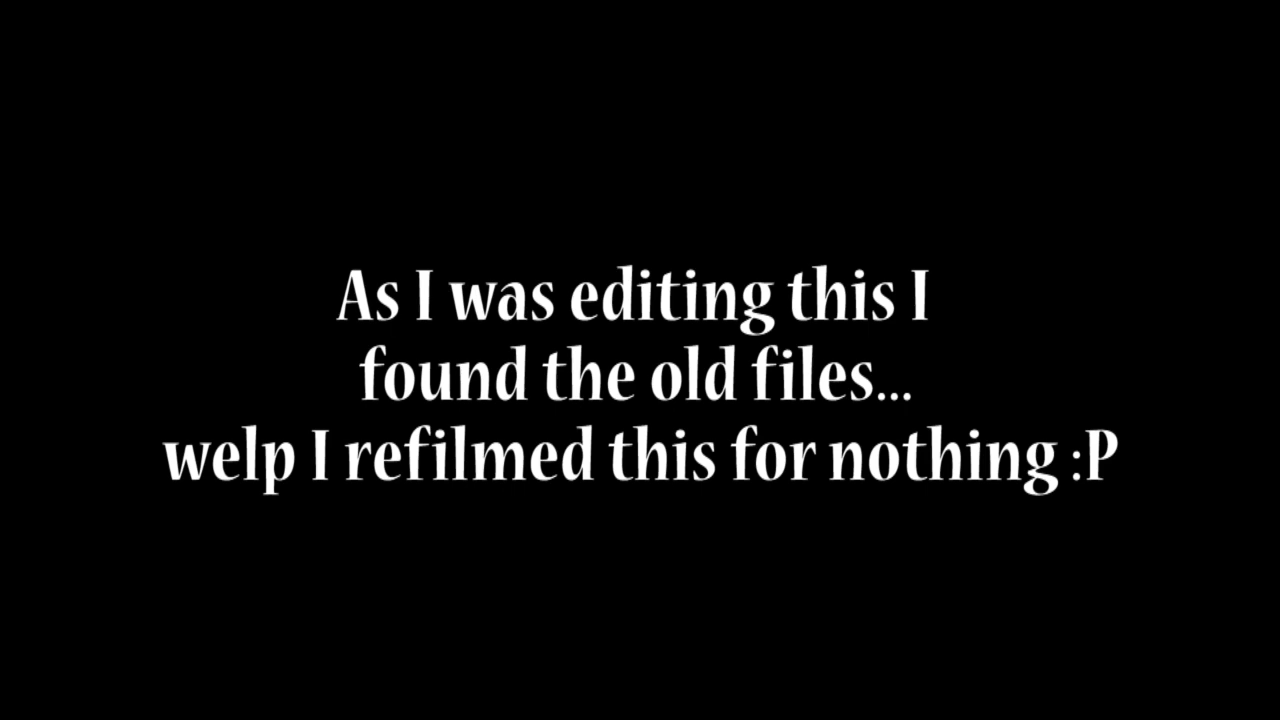 As I was editing this I
found the old files...
welp I refilmed this for nothing :P